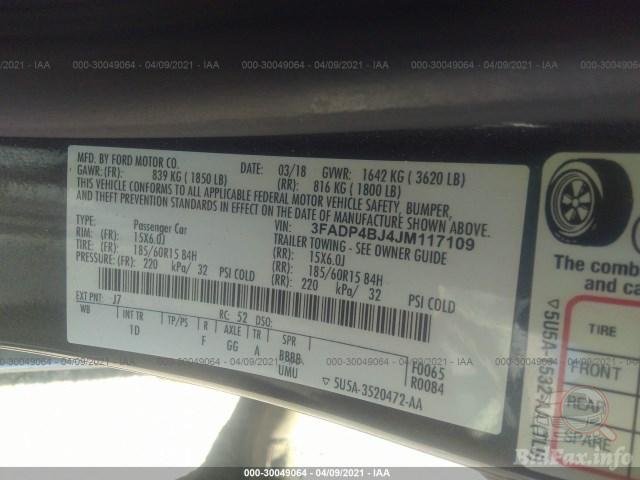 000-30049064 - 04/09/2021 - IAA
MFD. BY FORD MOTOR CO.
DATE: 03/18 GVWR: 1642 KG ( 3620 LB)
GAWR: (FR): 839 KG ( 1850 LB) (RR): 816 KG ( 1800 LB)
THIS VEHICLE CONFORMS TO ALL APPLICABLE FEDERAL MOTOR VEHICLE SAFETY, BUMPER,
AND THEFT PREVENTION STANDARDS IN EFFECT ON THE DATE OF MANUFACTURE SHOWN ABOVE.
VIN: 3FADP4BJ4JM117109
TYPE: Passenger Car TRAILER TOWING - SEE OWNER GUIDE
RIM: (FR): 15X6.0J (RR): 15X6.0J
TIRE: (FR): 185/60R15 84H (RR): 185/60R15 84H
PRESSURE: (FR): 220 kPa/ 32 PSI COLD (RR): 220 kPa/ 32 PSI COLD
EXT PNT: J7 RC: 52 DSO:
WB INT TR TP/PS R AXLE TR SPR
1D F GG A BBBB
UMU
F0065
R0084
▽ 5U5A-3520472-AA
The comb
and ca
TIRE
FRONT
REAR
SPARE
000-30049064 - 04/09/2021 - IAA
BidFax.info
000-30049064 - 04/09/2021 - IAA